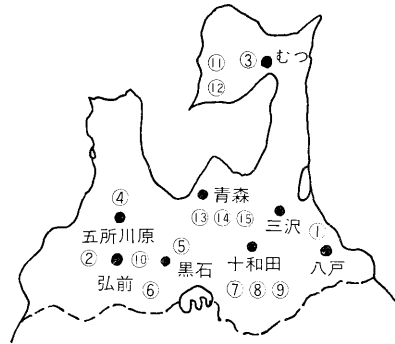 ⑪ ③ むつ
⑫
④ 青森
⑬ ⑭ ⑮ 三沢
五所川原 ①
② ⑩ ⑤ 十和田 八戸
弘前 黒石
⑥ ⑦ ⑧ ⑨